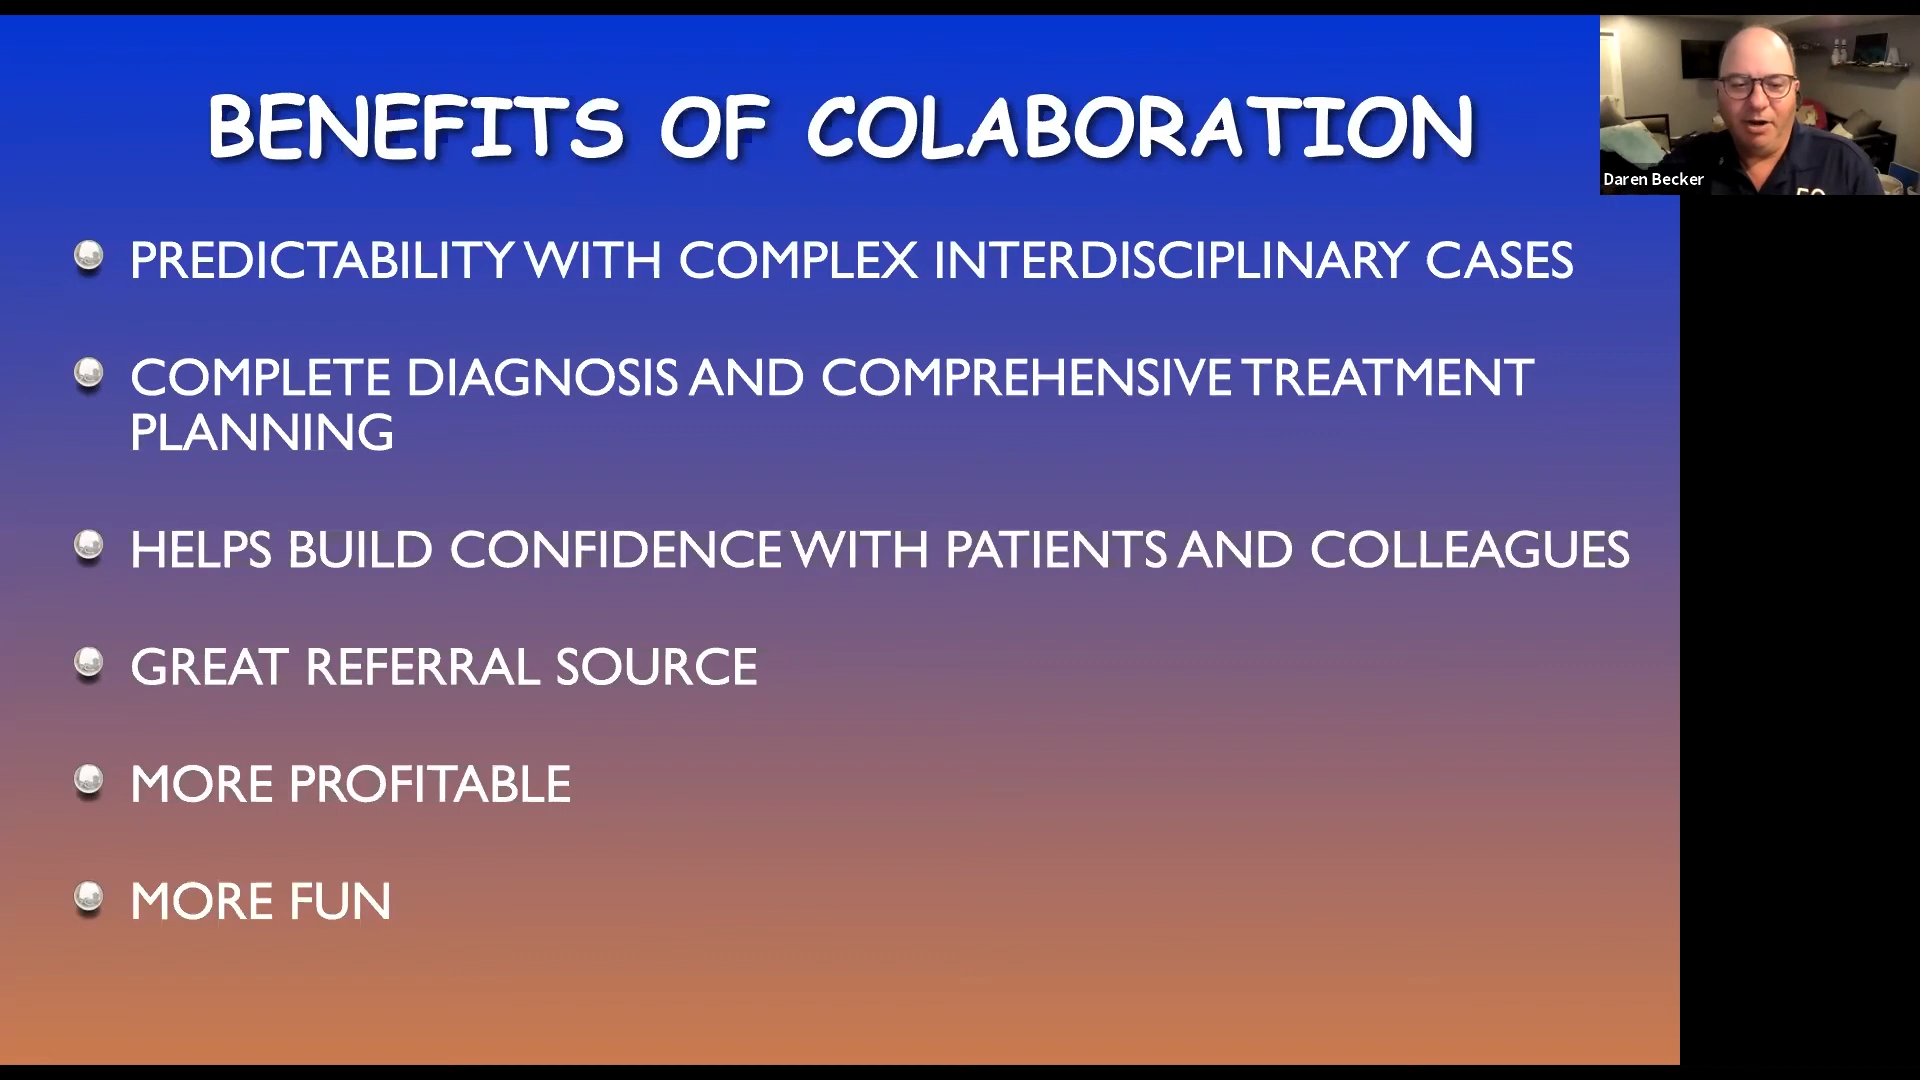 BENEFITS OF COLABORATION
PREDICTABILITY WITH COMPLEX INTERDISCIPLINARY CASES
COMPLETE DIAGNOSIS AND COMPREHENSIVE TREATMENT
PLANNING
HELPS BUILD CONFIDENCE WITH PATIENTS AND COLLEAGUES
GREAT REFERRAL SOURCE
MORE PROFITABLE
MORE FUN
Daren Becker